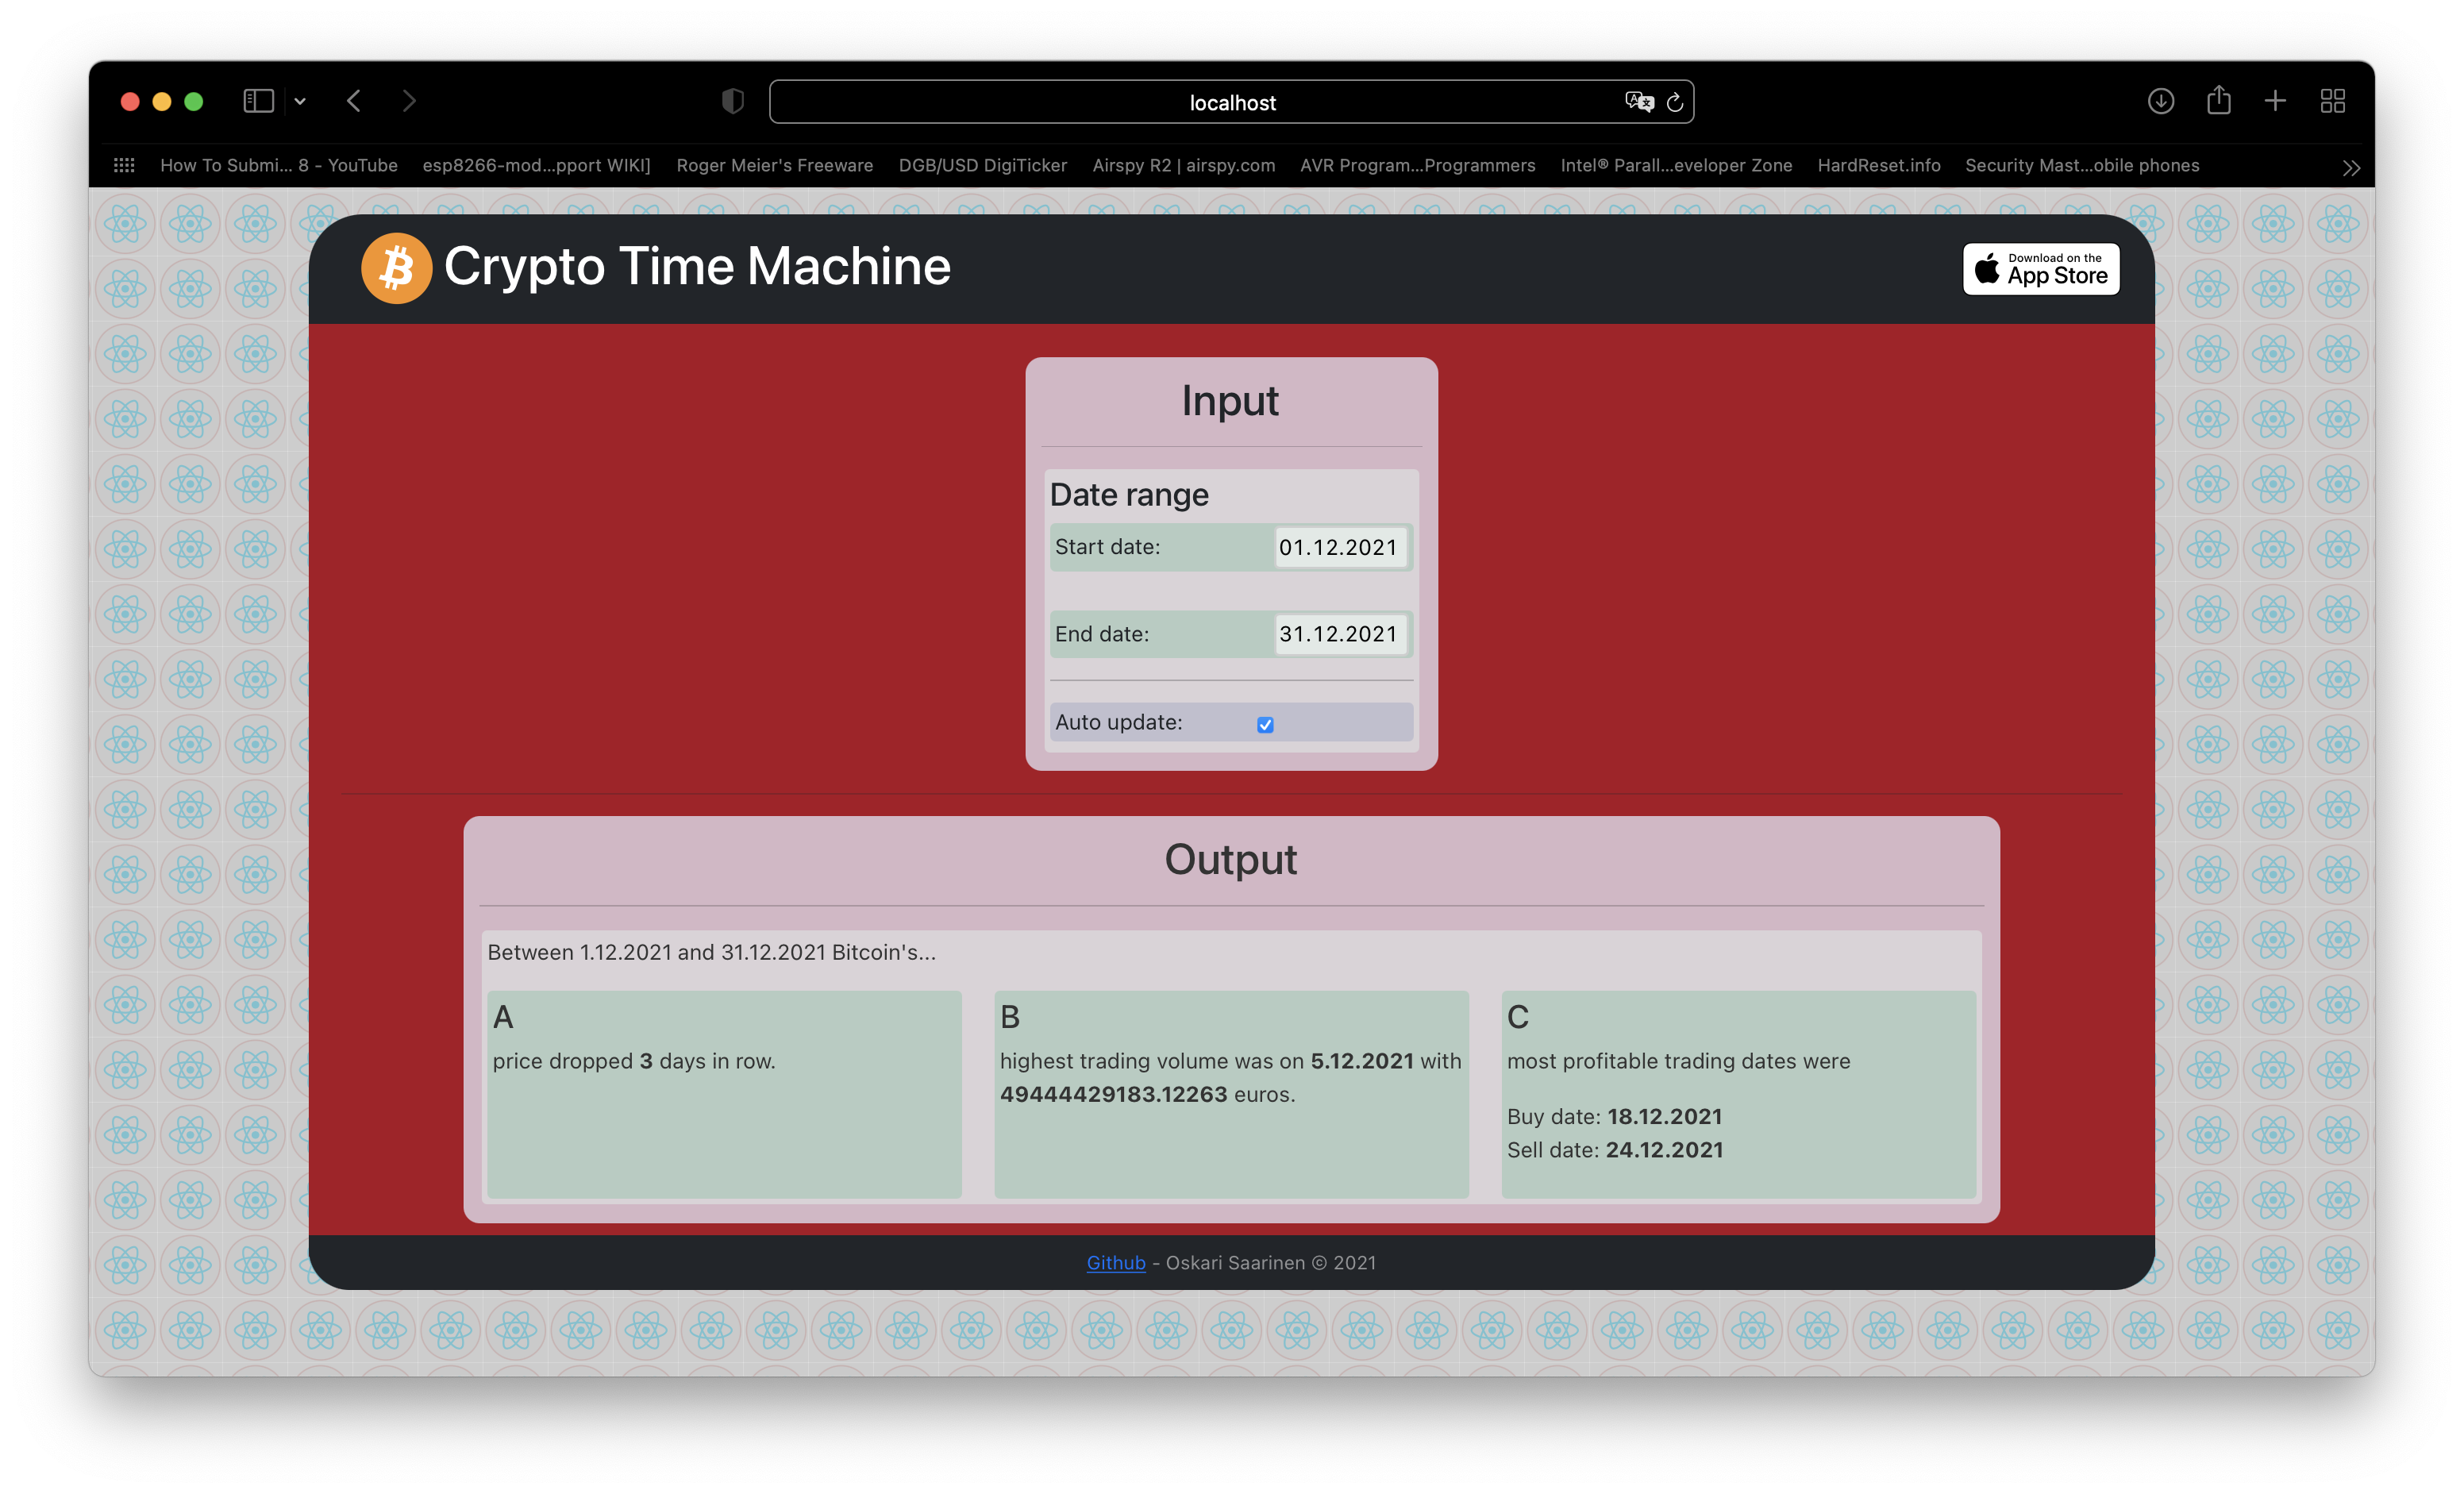 localhost
How To Submi... 8 - YouTube
esp8266-mod...pport WIKI]
Roger Meier's Freeware
DGB/USD DigiTicker
Airspy R2 | airspy.com
AVR Program...Programmers
Intel® Parall...eveloper Zone
HardReset.info
Security Mast...obile phones
Crypto Time Machine
Download on the
App Store
Input
Date range
Start date: 01.12.2021
End date: 31.12.2021
Auto update:
Output
Between 1.12.2021 and 31.12.2021 Bitcoin's...
A
price dropped 3 days in row.
B
highest trading volume was on 5.12.2021 with
49444429183.12263 euros.
C
most profitable trading dates were
Buy date: 18.12.2021
Sell date: 24.12.2021
Github - Oskari Saarinen © 2021